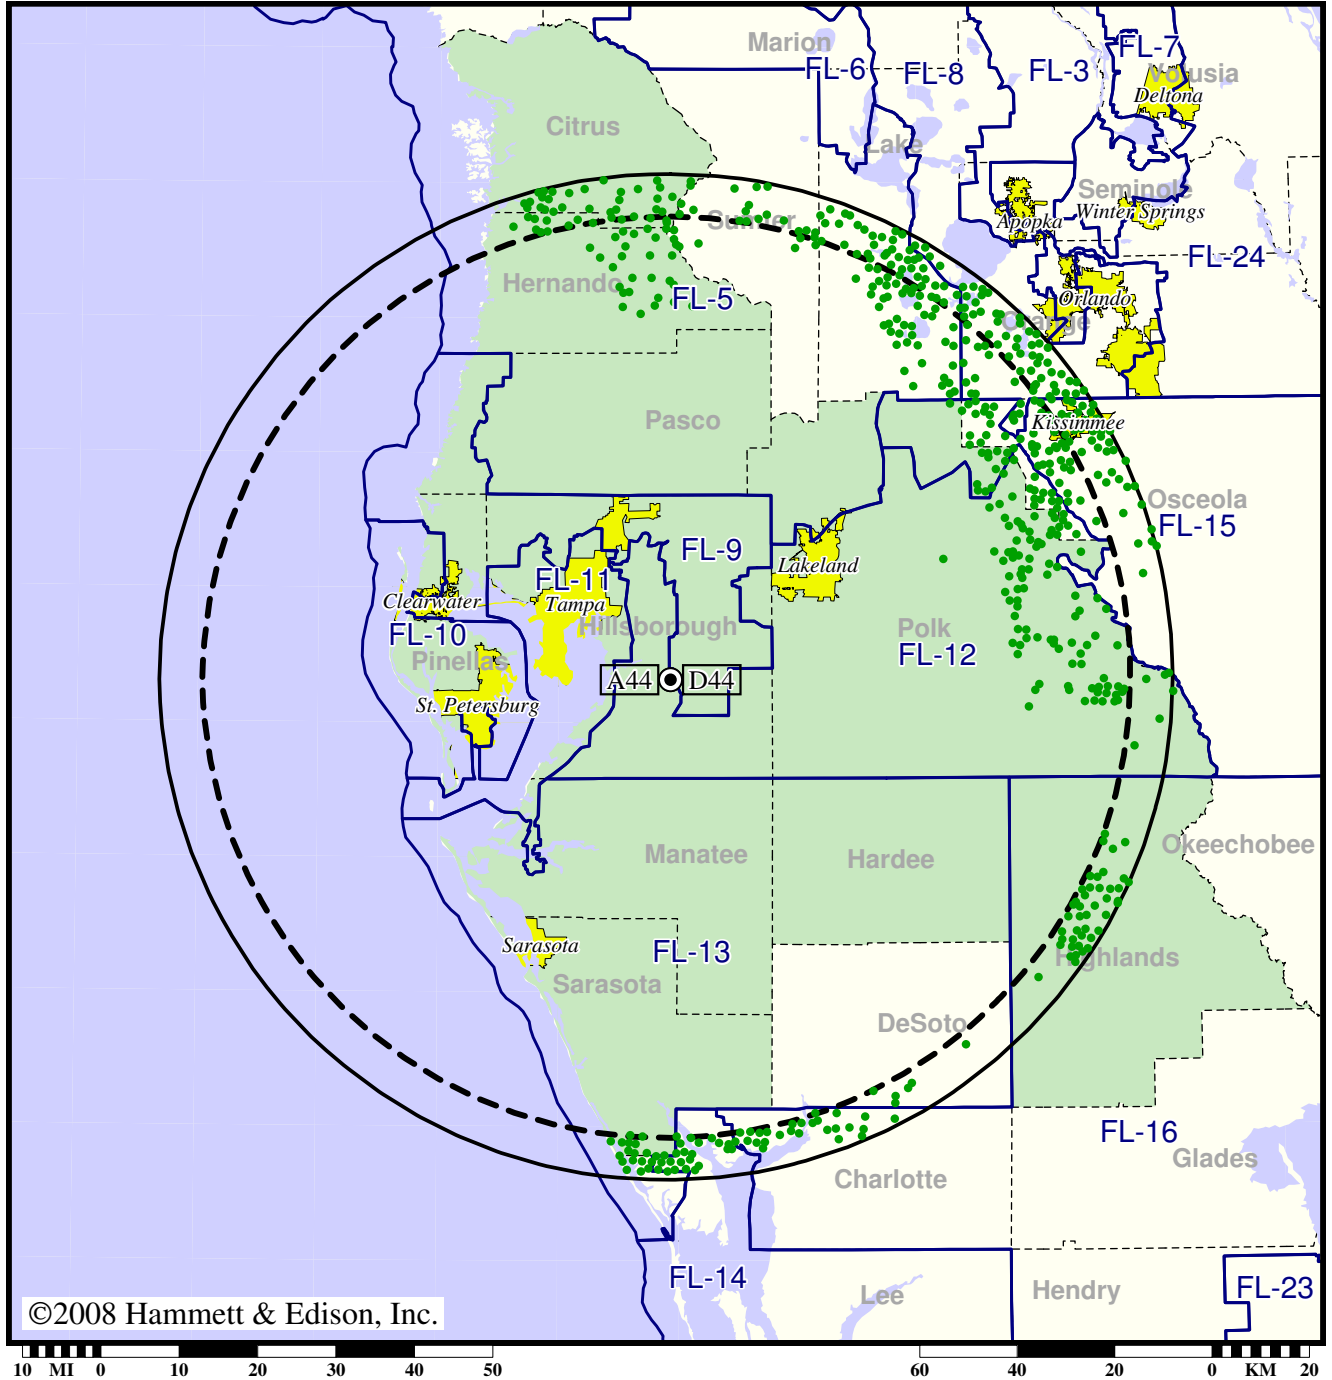 Marion
FL-7
FL-6
FL-8
FL-3
Volusia
Deltona
Citrus
Lake
Seminole
Winter Springs
Apopka
Sumter
FL-24
Hernando
FL-5
Orlando
Orange
Pasco
Kissimmee
Osceola
FL-15
FL-9
Lakeland
FL-11
Clearwater
Tampa
Hillsborough
FL-10
Polk
FL-12
Pinellas
A44
D44
St. Petersburg
Manatee
Hardee
Okeechobee
Sarasota
FL-13
Highlands
Sarasota
DeSoto
FL-16
Glades
Charlotte
FL-14
Lee
Hendry
FL-23
©2008 Hammett & Edison, Inc.
10 MI 0 10 20 30 40 50
60 40 20 0 KM 20